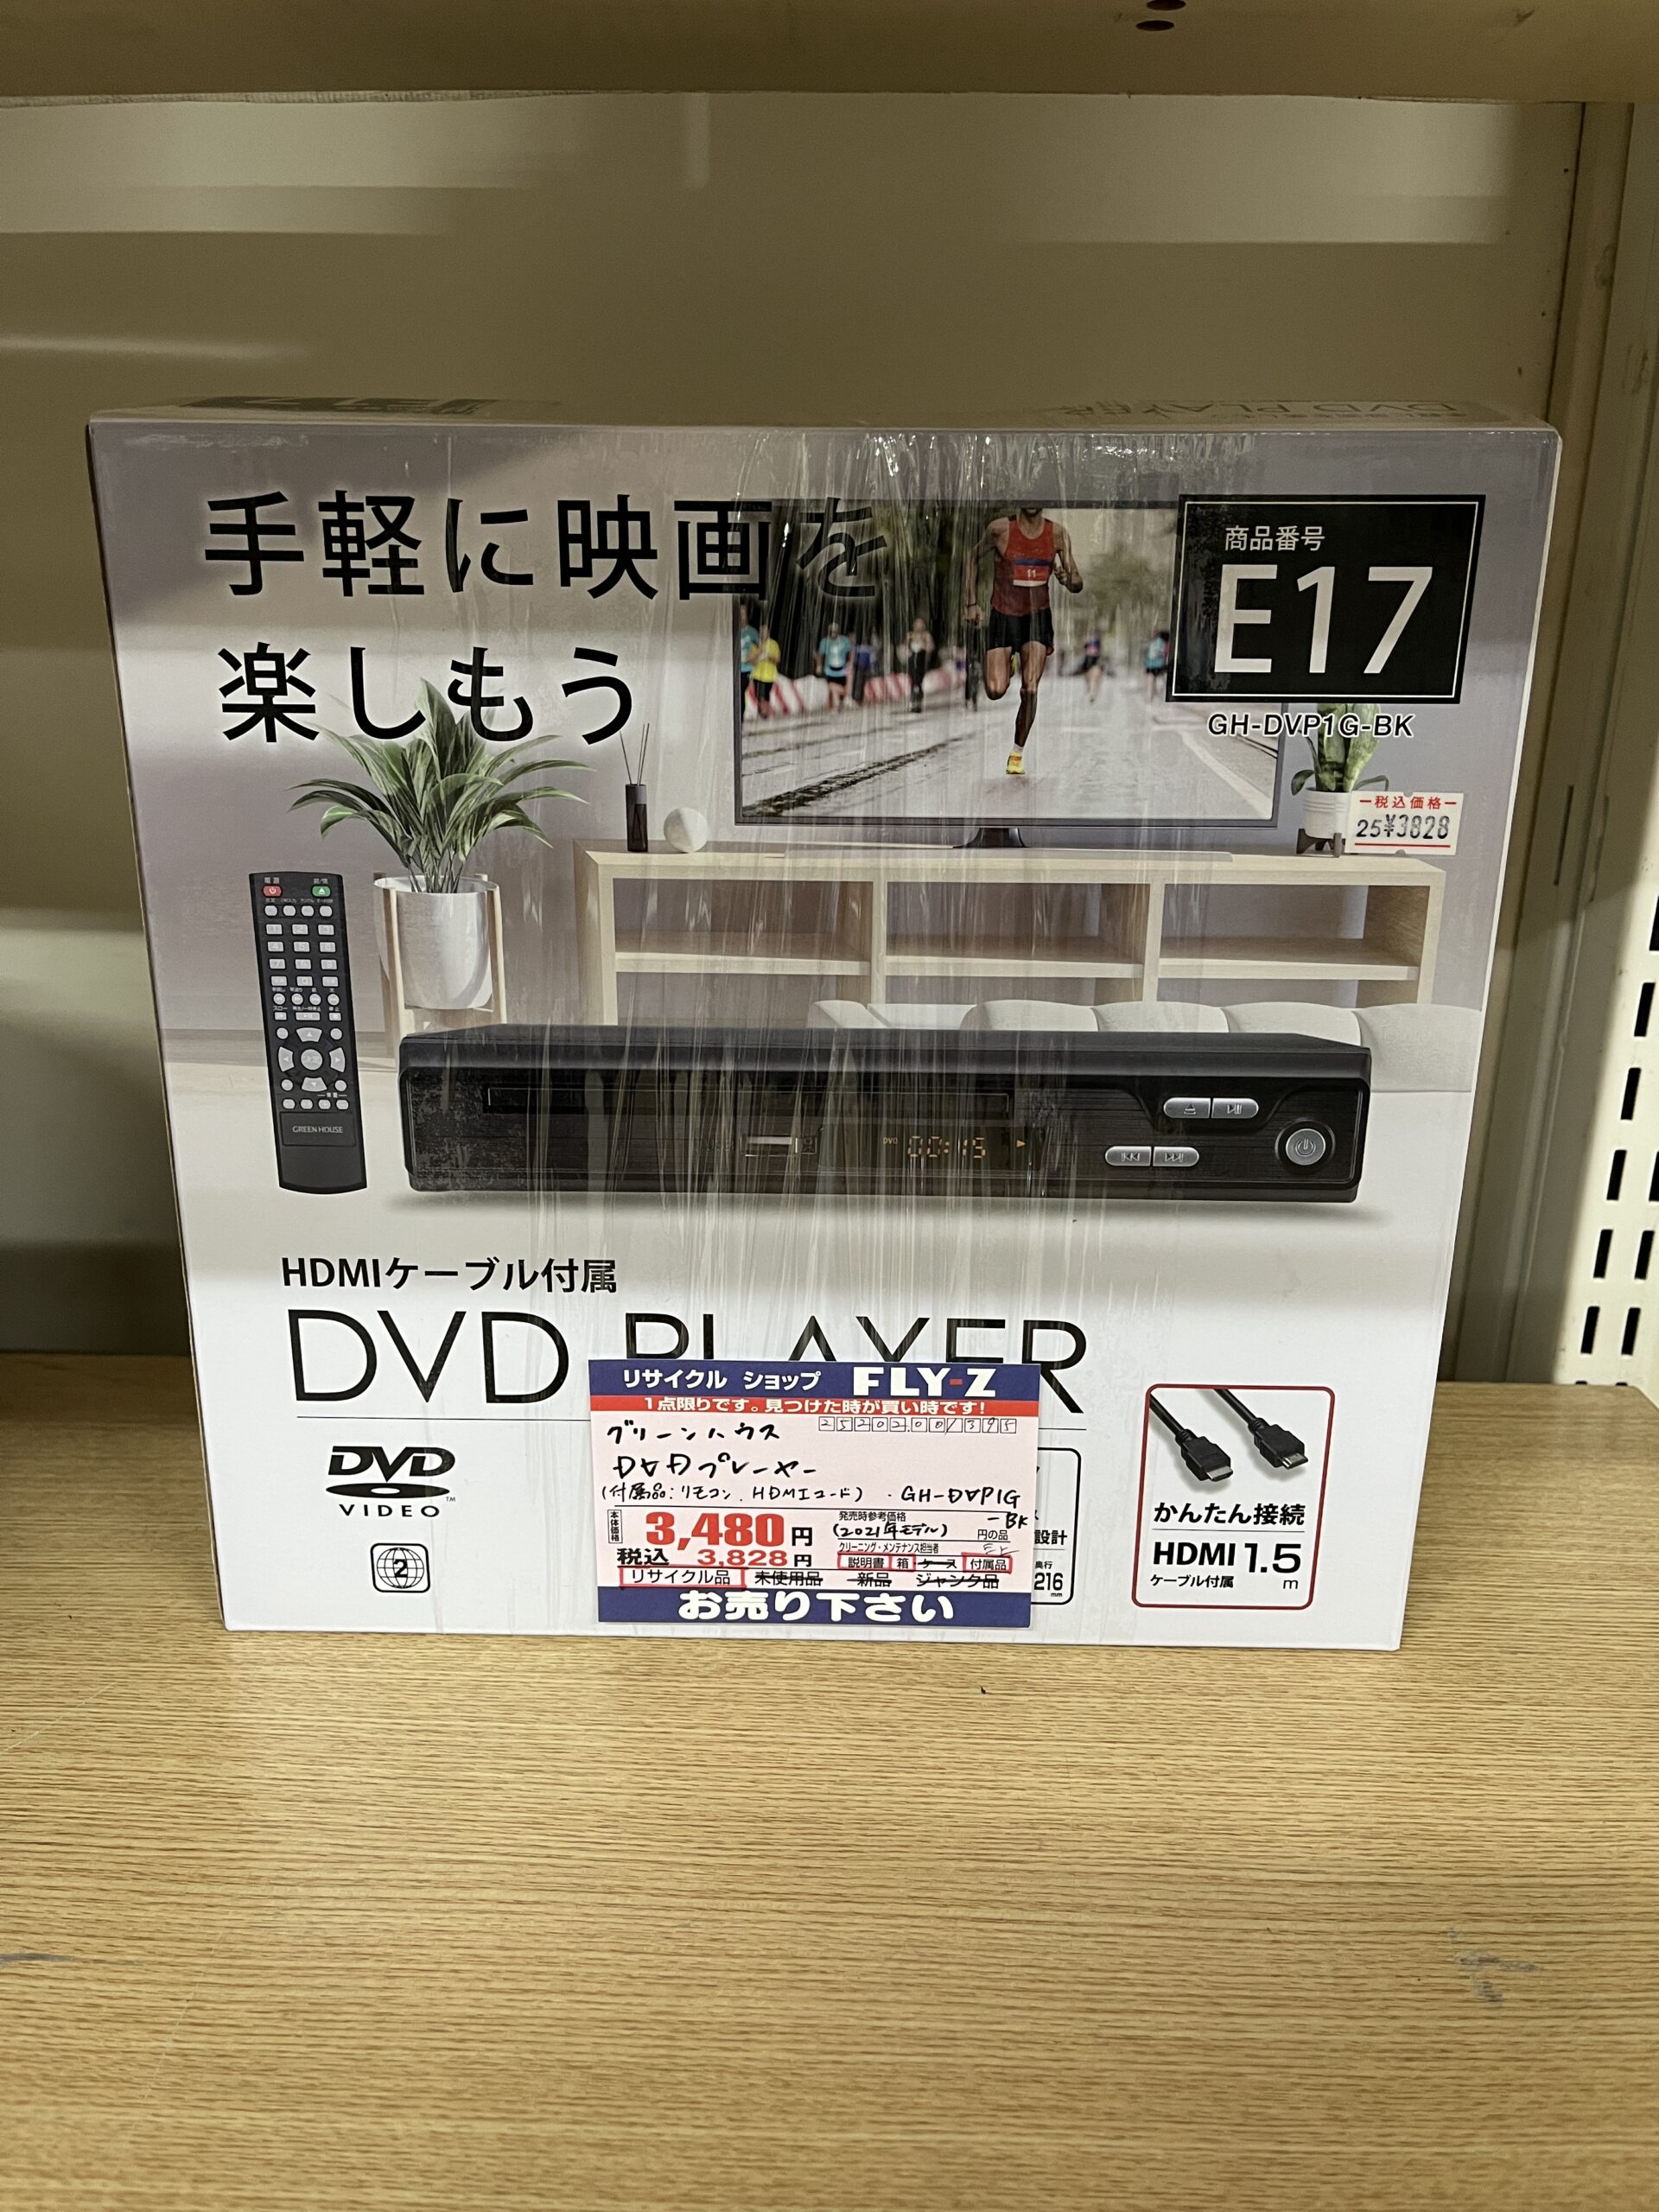 手軽に映画を
楽しもう
商品番号
E17
GH-DVP1G-BK
税込価格
25¥3828
11
電源
GREEN HOUSE
DVD 00:15
HDMIケーブル付属
DVD PLAYER
DVD
VIDEO
2
リサイクル ショップ FLY-Z
1点限りです。見つけた時が買い時です!
グリーンハウス
DVDプレーヤー
(付属品:リモコン、HDMIコード) ・GH-DVP1G
-BK
本体価格 3,480円
発売時参考価格
(2021年モデル) 円の品
クリーニング・メンテナンス担当者
税込 3,828円
説明書 箱 ケース 付属品
リサイクル品 未使用品 新品 ジャンク品
お売り下さい
設計
奥行
216
mm
かんたん接続
HDMI 1.5
ケーブル付属 m